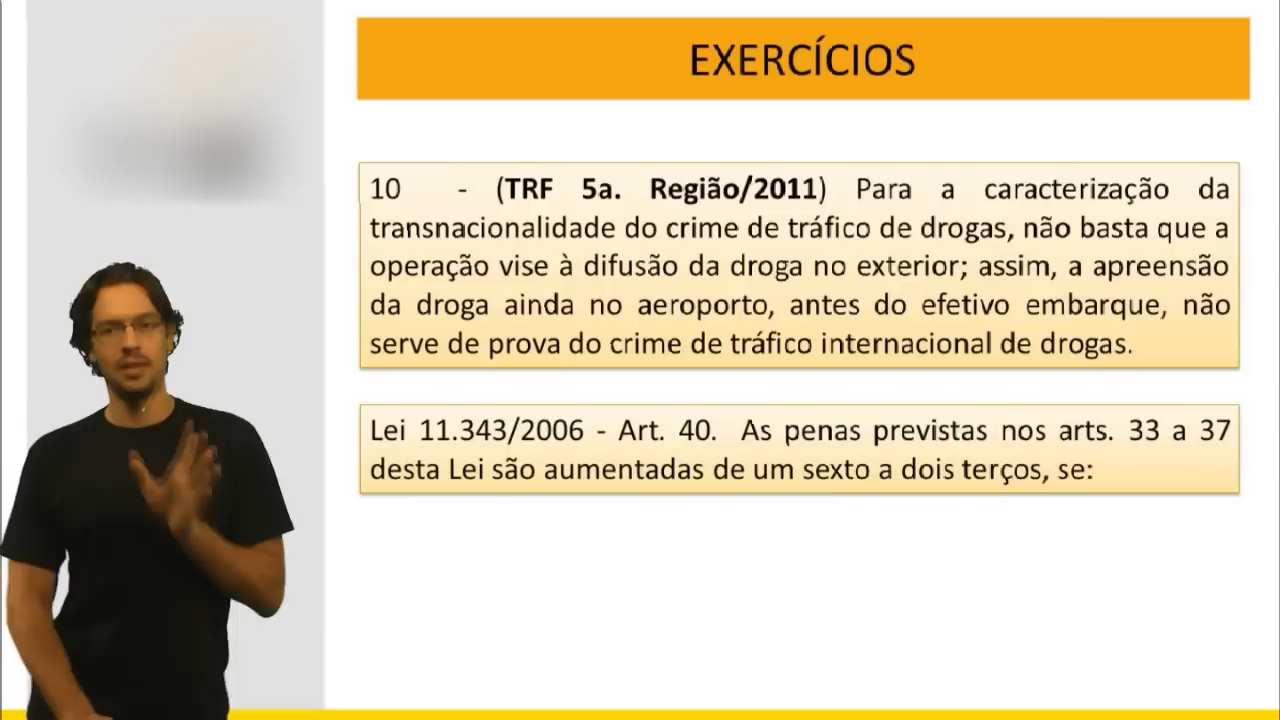 EXERCÍCIOS
10 - (TRF 5a. Região/2011) Para a caracterização da
transnacionalidade do crime de tráfico de drogas, não basta que a
operação vise à difusão da droga no exterior; assim, a apreensão
da droga ainda no aeroporto, antes do efetivo embarque, não
serve de prova do crime de tráfico internacional de drogas.
Lei 11.343/2006 - Art. 40. As penas previstas nos arts. 33 a 37
desta Lei são aumentadas de um sexto a dois terços, se: